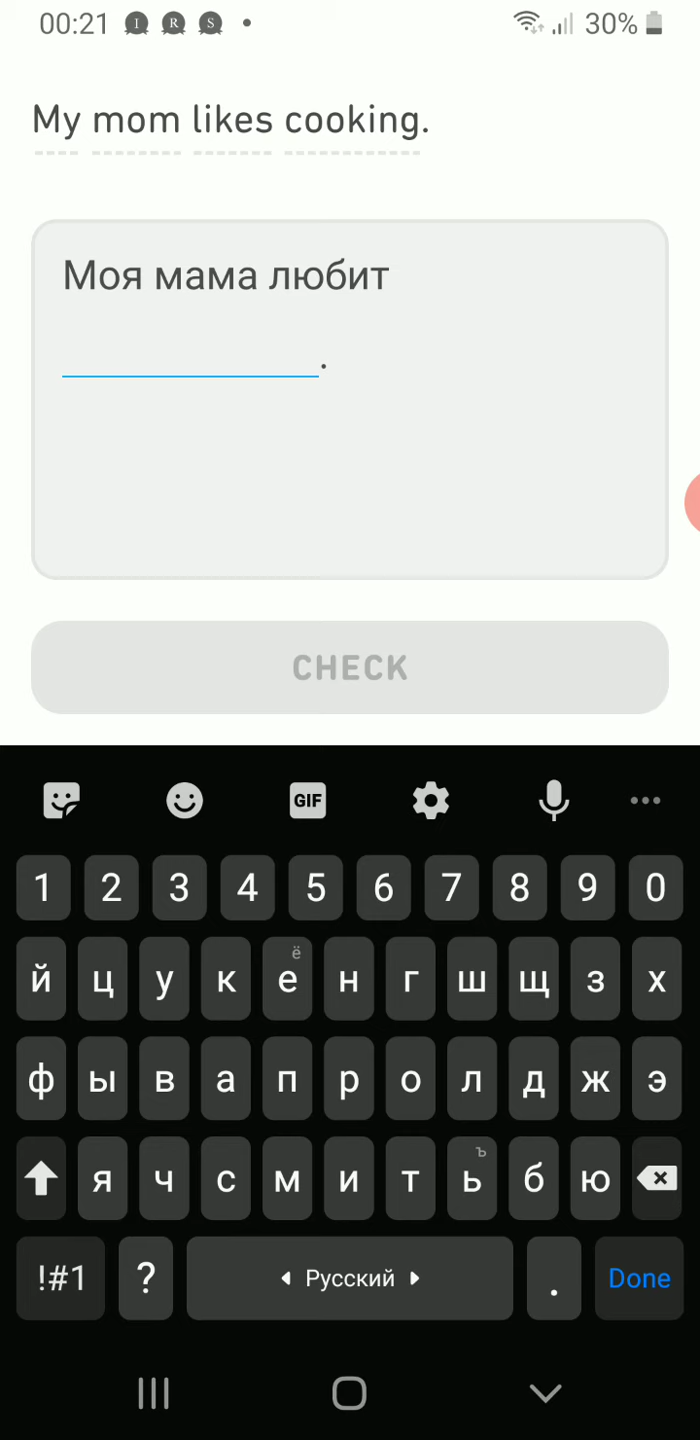 00:21 I R S • 30%
My mom likes cooking.
Моя мама любит
.
CHECK
GIF
1 2 3 4 5 6 7 8 9 0
ё
й ц у к е н г ш щ з х
ф ы в а п р о л д ж э
ъ
я ч с м и т ь б ю
!#1 ? Русский . Done